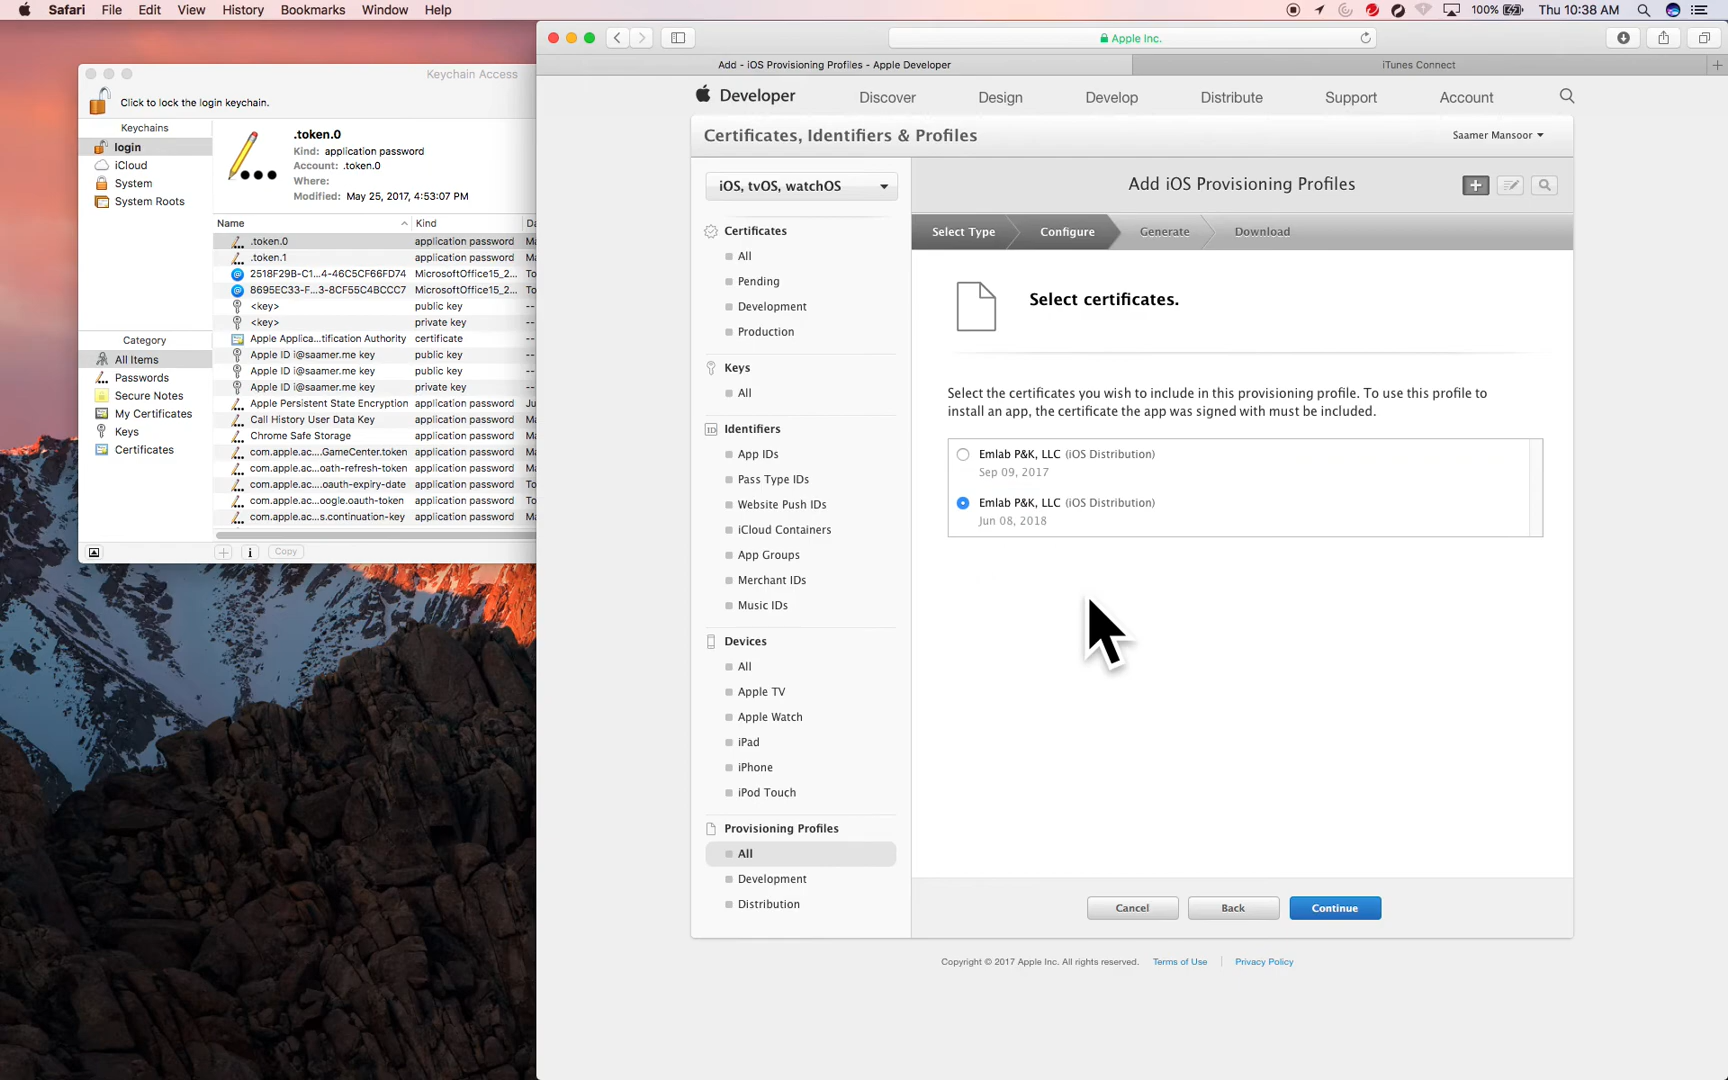 Safari File Edit View History Bookmarks Window Help
100% Thu 10:38 AM
Apple Inc.
Add - iOS Provisioning Profiles - Apple Developer
iTunes Connect
Keychain Access
Click to lock the login keychain.
Keychains
login
iCloud
System
System Roots
Category
All Items
Passwords
Secure Notes
My Certificates
Keys
Certificates
.token.0
Kind: application password
Account: .token.0
Where:
Modified: May 25, 2017, 4:53:07 PM
Name Kind Da
.token.0 application password Ma
.token.1 application password Ma
2518F29B-C1...4-46C5CF66FD74 MicrosoftOffice15_2... To
8695EC33-F...3-8CF55C4BCCC7 MicrosoftOffice15_2... To
<key> public key --
<key> private key --
Apple Applica...tification Authority certificate --
Apple ID i@saamer.me key public key --
Apple ID i@saamer.me key public key --
Apple ID i@saamer.me key private key --
Apple Persistent State Encryption application password Ju
Call History User Data Key application password Ma
Chrome Safe Storage application password Ma
com.apple.ac...GameCenter.token application password Ma
com.apple.ac...oath-refresh-token application password Ma
com.apple.ac...oauth-expiry-date application password Ma
com.apple.ac...oogle.oauth-token application password Ma
com.apple.ac...s.continuation-key application password Ma
Copy
Developer Discover Design Develop Distribute Support Account
Certificates, Identifiers & Profiles
Saamer Mansoor
iOS, tvOS, watchOS
Certificates
All
Pending
Development
Production
Keys
All
Identifiers
App IDs
Pass Type IDs
Website Push IDs
iCloud Containers
App Groups
Merchant IDs
Music IDs
Devices
All
Apple TV
Apple Watch
iPad
iPhone
iPod Touch
Provisioning Profiles
All
Development
Distribution
Add iOS Provisioning Profiles
Select Type Configure Generate Download
Select certificates.
Select the certificates you wish to include in this provisioning profile. To use this profile to
install an app, the certificate the app was signed with must be included.
Emlab P&K, LLC (iOS Distribution)
Sep 09, 2017
Emlab P&K, LLC (iOS Distribution)
Jun 08, 2018
Cancel Back Continue
Copyright © 2017 Apple Inc. All rights reserved. Terms of Use Privacy Policy